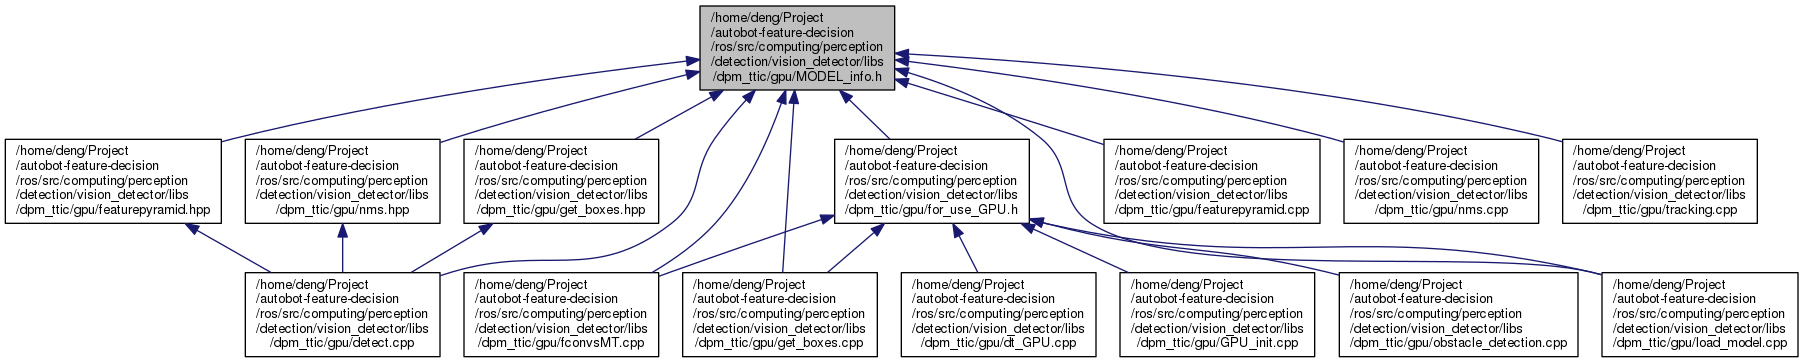 /home/deng/Project
/autobot-feature-decision
/ros/src/computing/perception
/detection/vision_detector/libs
/dpm_ttic/gpu/MODEL_info.h
/home/deng/Project
/autobot-feature-decision
/ros/src/computing/perception
/detection/vision_detector/libs
/dpm_ttic/gpu/featurepyramid.hpp
/home/deng/Project
/autobot-feature-decision
/ros/src/computing/perception
/detection/vision_detector/libs
/dpm_ttic/gpu/nms.hpp
/home/deng/Project
/autobot-feature-decision
/ros/src/computing/perception
/detection/vision_detector/libs
/dpm_ttic/gpu/get_boxes.hpp
/home/deng/Project
/autobot-feature-decision
/ros/src/computing/perception
/detection/vision_detector/libs
/dpm_ttic/gpu/for_use_GPU.h
/home/deng/Project
/autobot-feature-decision
/ros/src/computing/perception
/detection/vision_detector/libs
/dpm_ttic/gpu/featurepyramid.cpp
/home/deng/Project
/autobot-feature-decision
/ros/src/computing/perception
/detection/vision_detector/libs
/dpm_ttic/gpu/nms.cpp
/home/deng/Project
/autobot-feature-decision
/ros/src/computing/perception
/detection/vision_detector/libs
/dpm_ttic/gpu/tracking.cpp
/home/deng/Project
/autobot-feature-decision
/ros/src/computing/perception
/detection/vision_detector/libs
/dpm_ttic/gpu/detect.cpp
/home/deng/Project
/autobot-feature-decision
/ros/src/computing/perception
/detection/vision_detector/libs
/dpm_ttic/gpu/fconvsMT.cpp
/home/deng/Project
/autobot-feature-decision
/ros/src/computing/perception
/detection/vision_detector/libs
/dpm_ttic/gpu/get_boxes.cpp
/home/deng/Project
/autobot-feature-decision
/ros/src/computing/perception
/detection/vision_detector/libs
/dpm_ttic/gpu/dt_GPU.cpp
/home/deng/Project
/autobot-feature-decision
/ros/src/computing/perception
/detection/vision_detector/libs
/dpm_ttic/gpu/GPU_init.cpp
/home/deng/Project
/autobot-feature-decision
/ros/src/computing/perception
/detection/vision_detector/libs
/dpm_ttic/gpu/obstacle_detection.cpp
/home/deng/Project
/autobot-feature-decision
/ros/src/computing/perception
/detection/vision_detector/libs
/dpm_ttic/gpu/load_model.cpp